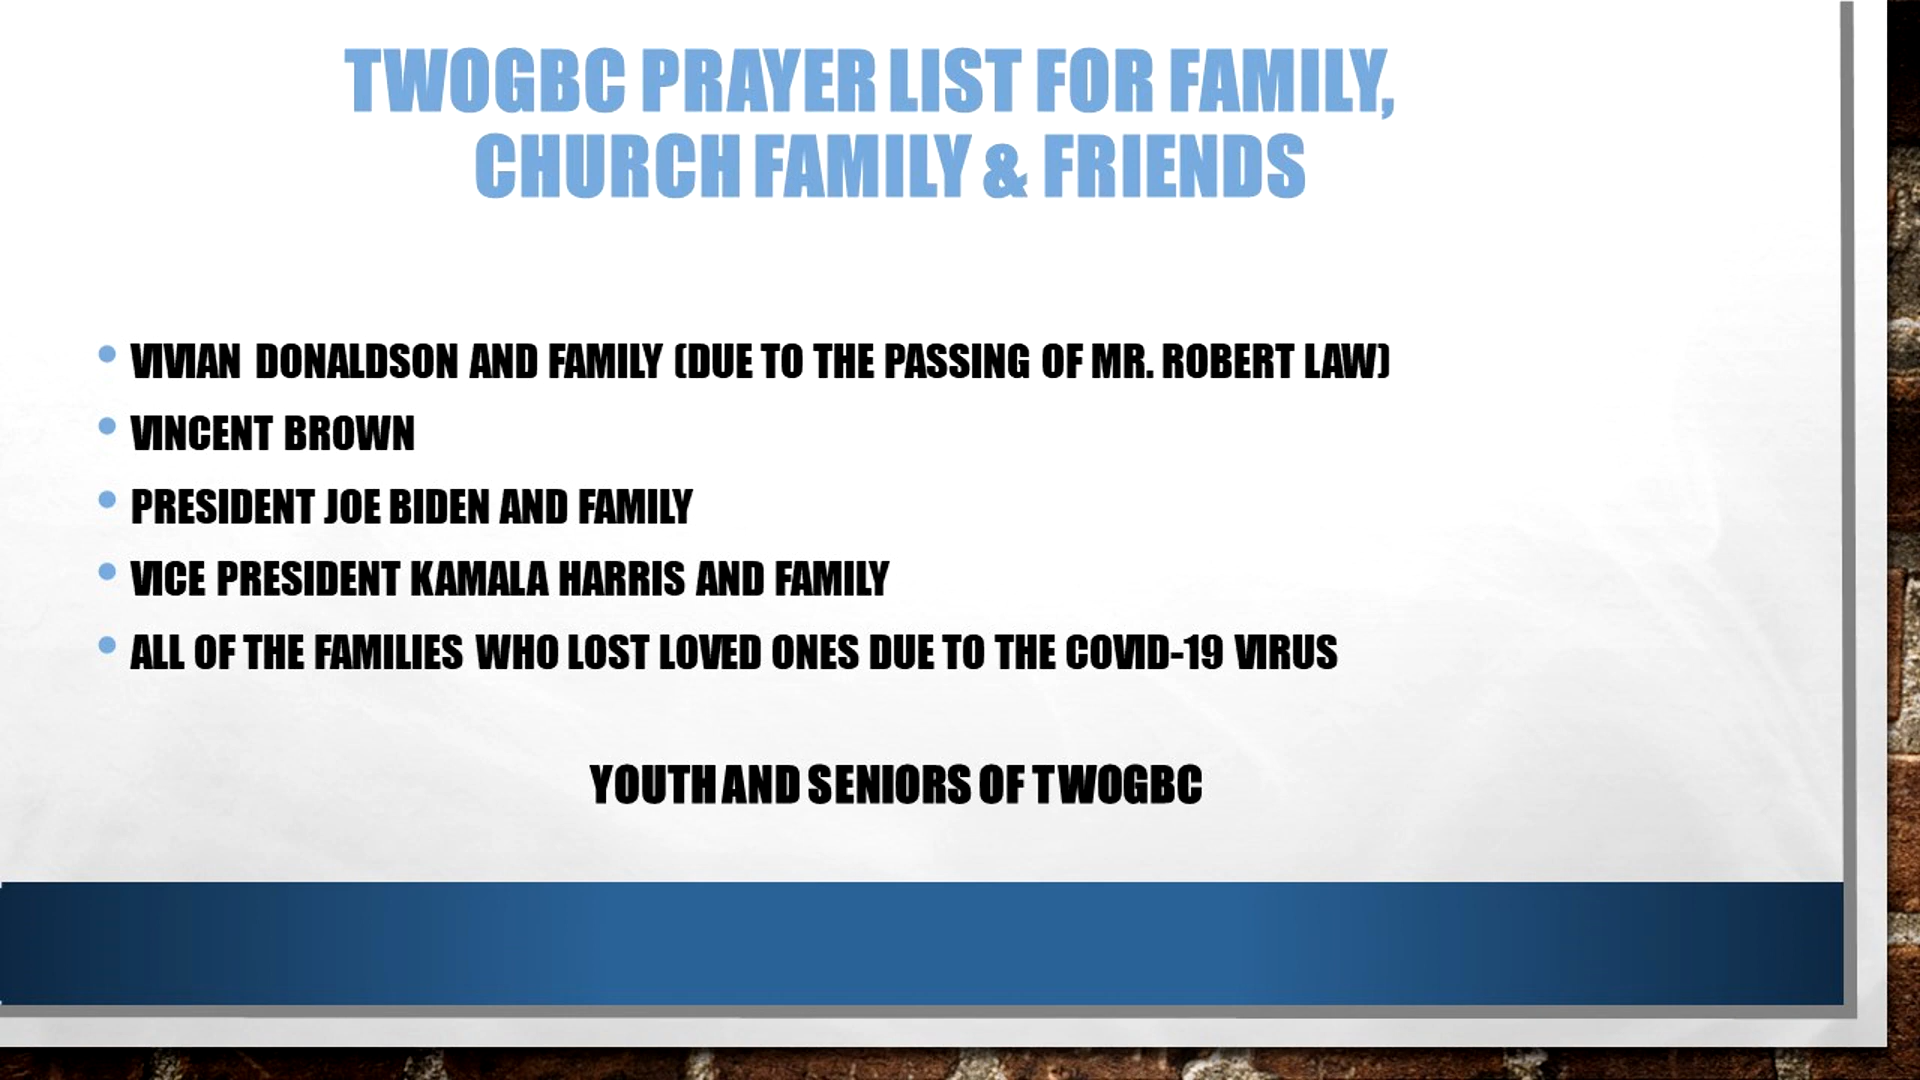 TWOGBC PRAYER LIST FOR FAMILY,
CHURCH FAMILY & FRIENDS
• VIVIAN DONALDSON AND FAMILY (DUE TO THE PASSING OF MR. ROBERT LAW)
• VINCENT BROWN
• PRESIDENT JOE BIDEN AND FAMILY
• VICE PRESIDENT KAMALA HARRIS AND FAMILY
• ALL OF THE FAMILIES WHO LOST LOVED ONES DUE TO THE COVID-19 VIRUS
YOUTH AND SENIORS OF TWOGBC